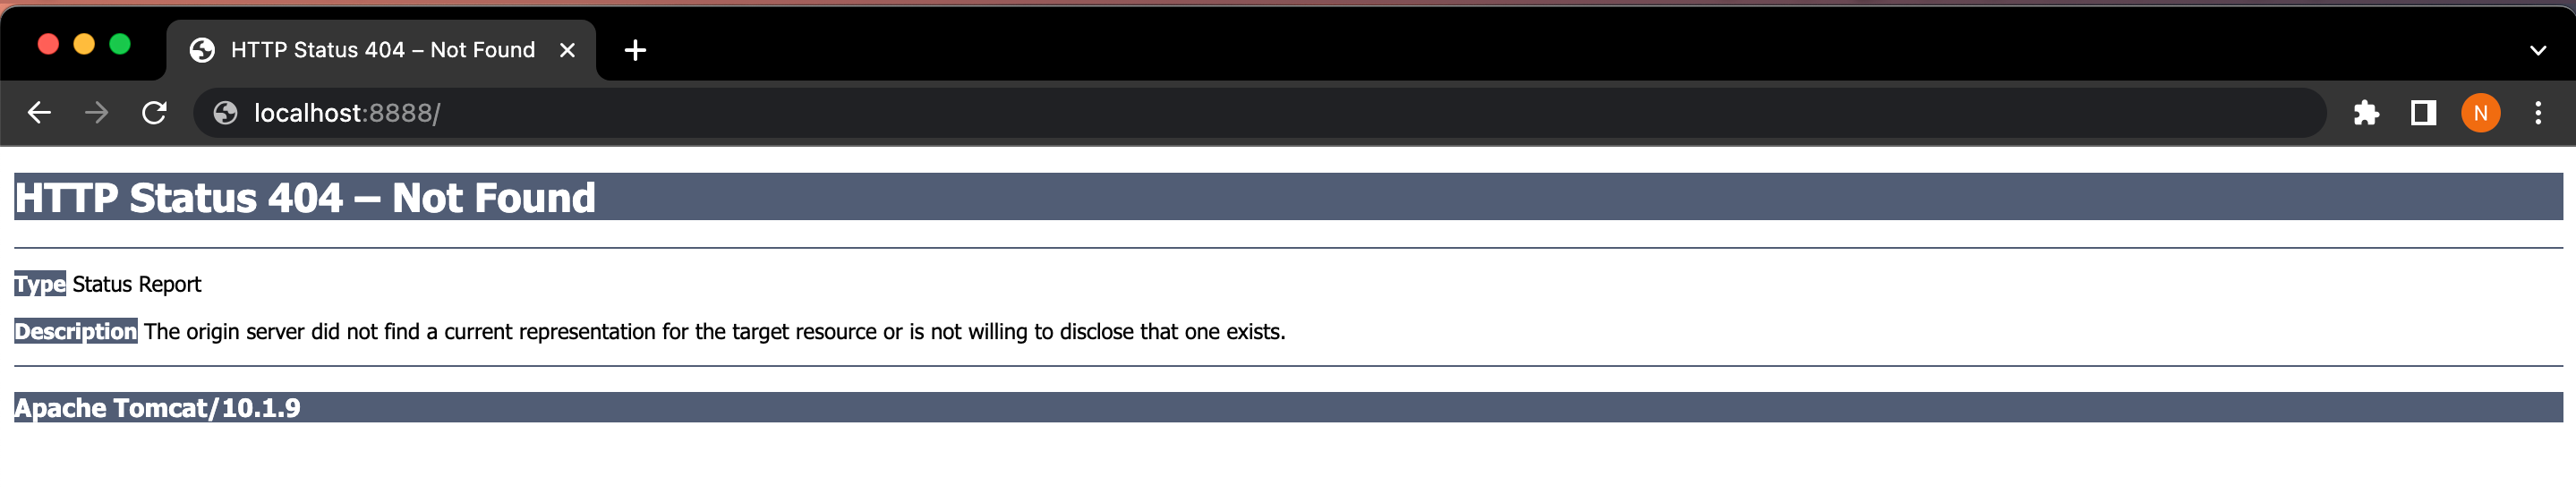 HTTP Status 404 – Not Found
localhost:8888/
N
HTTP Status 404 – Not Found
Type Status Report
Description The origin server did not find a current representation for the target resource or is not willing to disclose that one exists.
Apache Tomcat/10.1.9